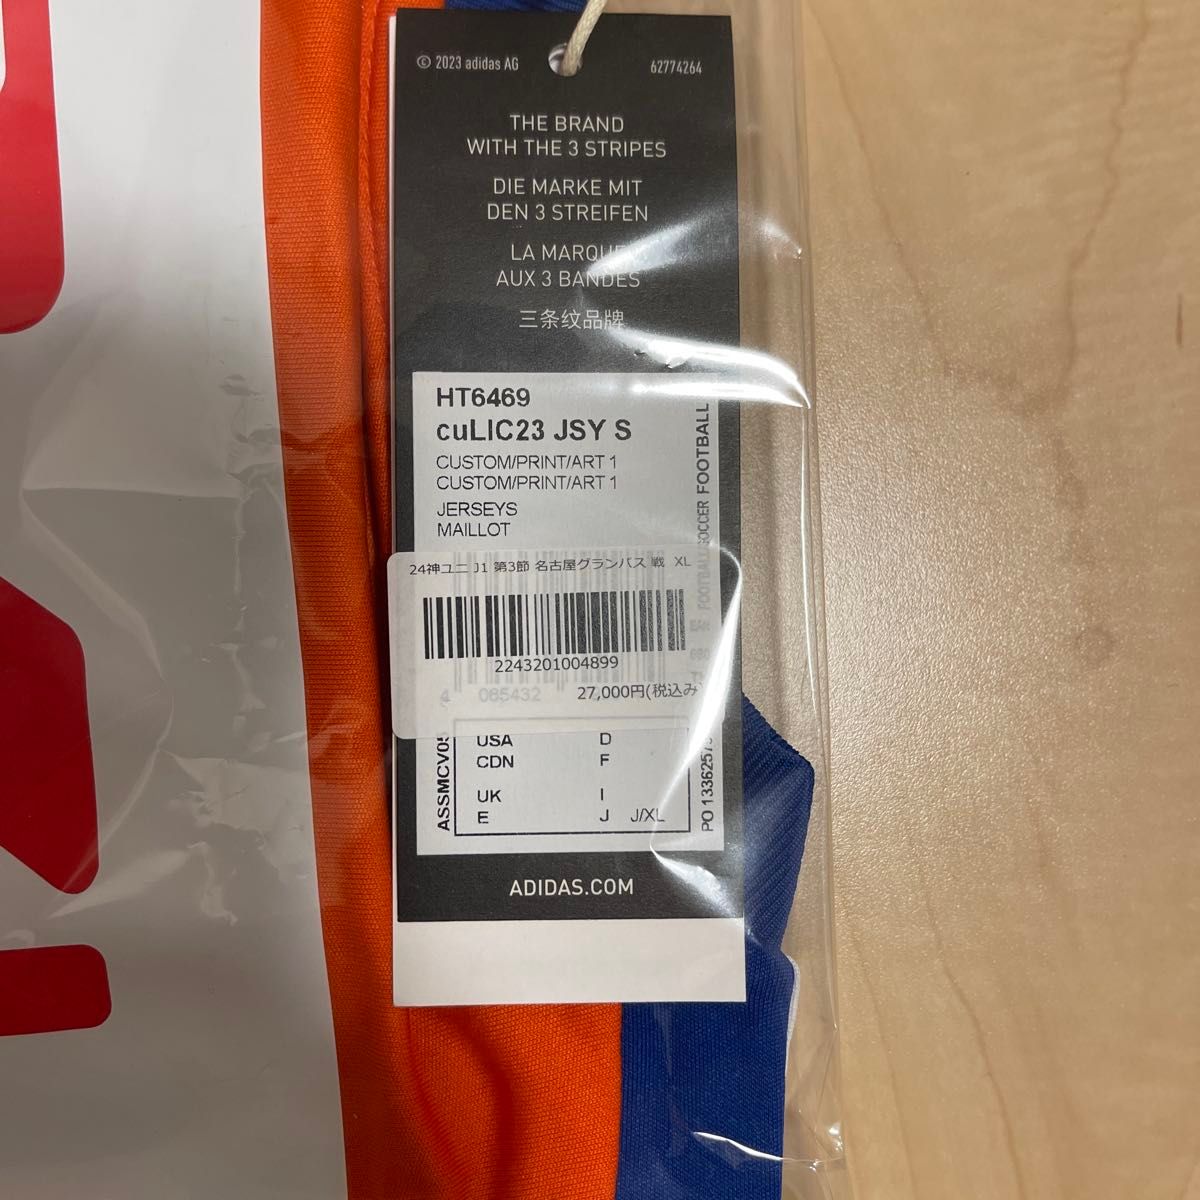 © 2023 adidas AG
62774264
THE BRAND
WITH THE 3 STRIPES
DIE MARKE MIT
DEN 3 STREIFEN
LA MARQUE
AUX 3 BANDES
三条纹品牌
HT6469
cuLIC23 JSY S
CUSTOM/PRINT/ART 1
CUSTOM/PRINT/ART 1
JERSEYS
MAILLOT
FOOTBALL/SOCCER FOOTBALL
24神ユニ J1 第3節 名古屋グランパス 戦 XL
2243201004899
4 065432
27,000円(税込み)
ASSMCV05
USA D
CDN F
UK I
E J J/XL
ADIDAS.COM